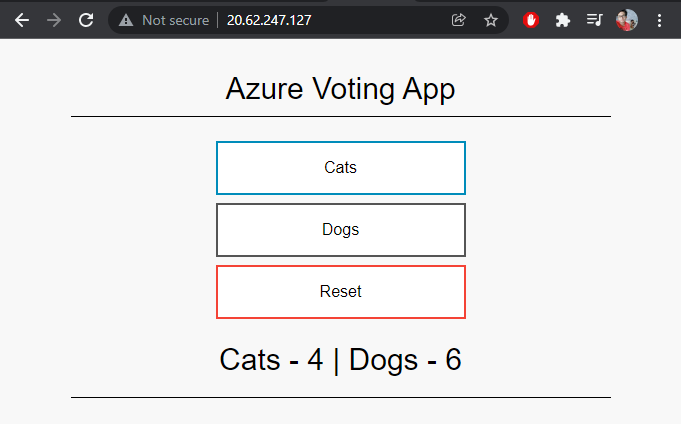 Not secure 20.62.247.127
Azure Voting App
Cats
Dogs
Reset
Cats - 4 | Dogs - 6